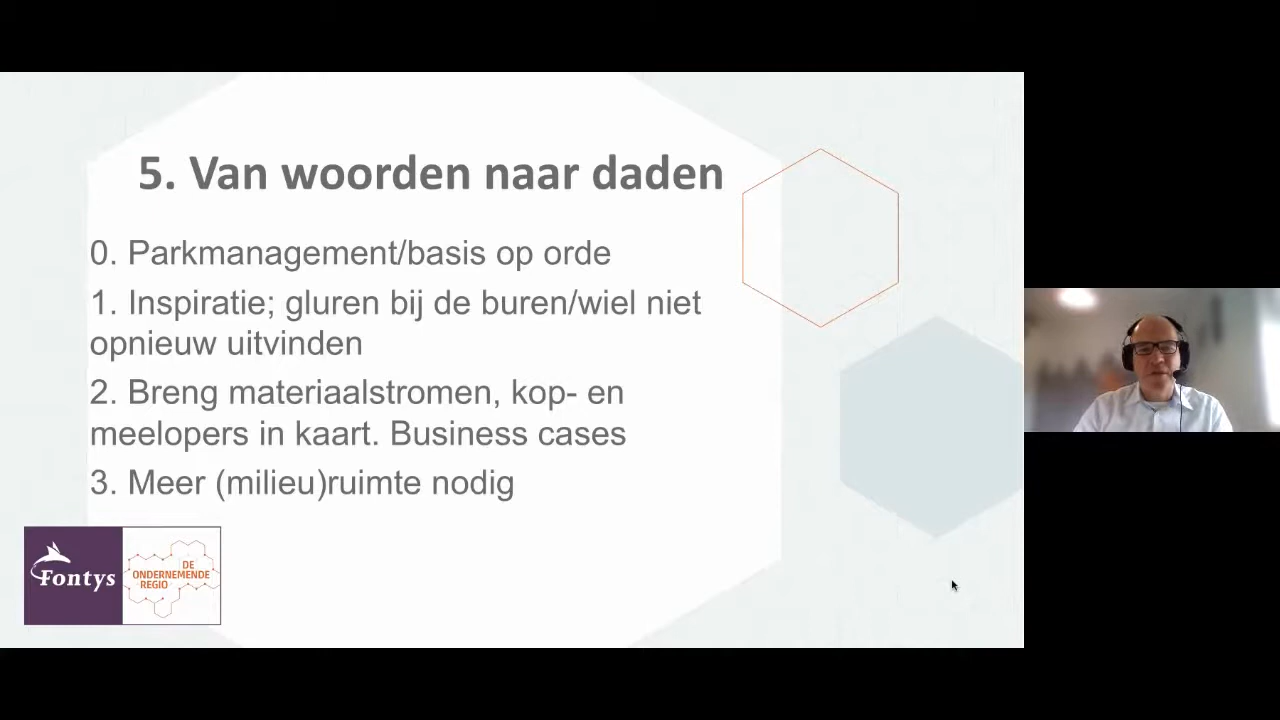 5. Van woorden naar daden
0. Parkmanagement/basis op orde
1. Inspiratie; gluren bij de buren/wiel niet
opnieuw uitvinden
2. Breng materiaalstromen, kop- en
meelopers in kaart. Business cases
3. Meer (milieu)ruimte nodig
Fontys
DE
ONDERNEMENDE
REGIO